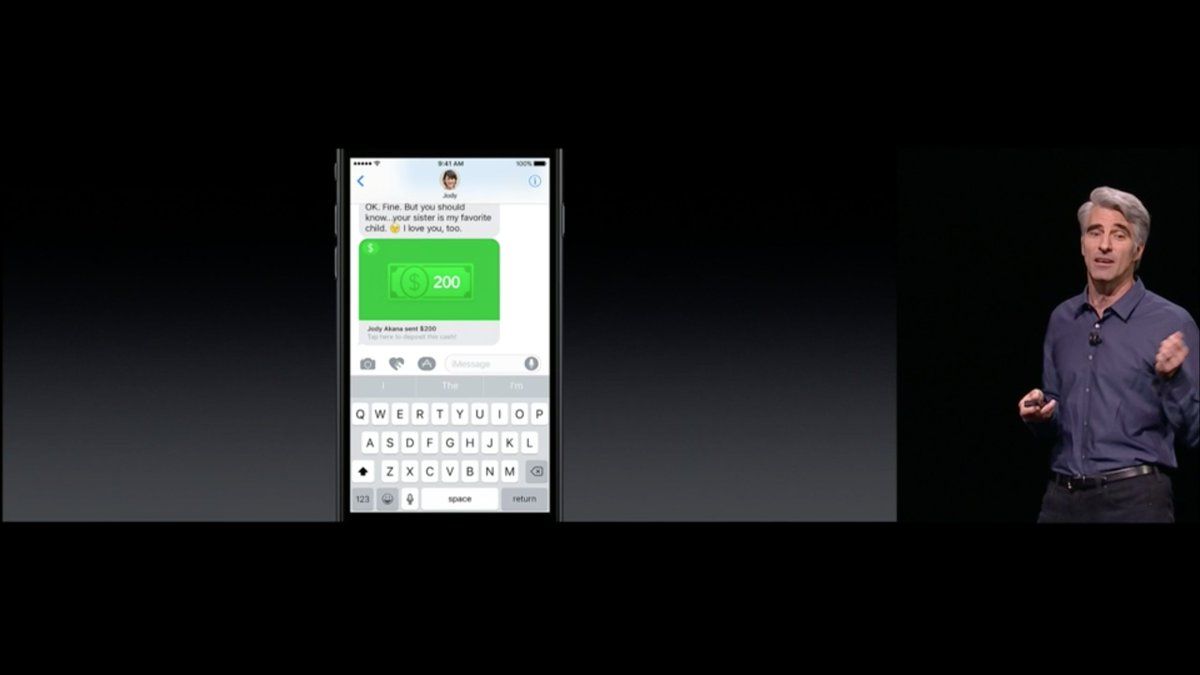 9:41 AM 100%
Jody
OK. Fine. But you should
know...your sister is my favorite
child. 😜 I love you, too.
$
$ 200
Jody Akana sent $200
Tap here to deposit this cash!
iMessage
I The I'm
Q W E R T Y U I O P
A S D F G H J K L
Z X C V B N M
123 space return